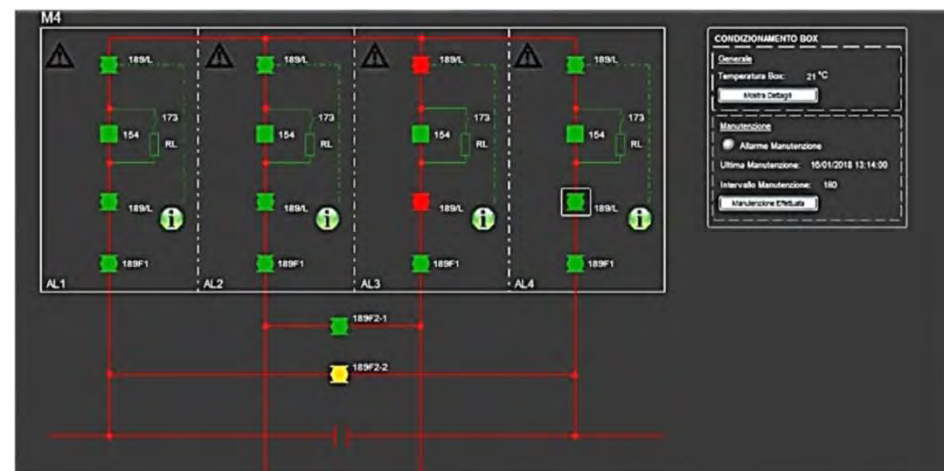 M4
189/L 189/L 189/L 189/L
173 173 173 173
154 154 154 154
RL RL RL RL
189/L 189/L 189/L 189/L
189F1 189F1 189F1 189F1
AL1 AL2 AL3 AL4
189F2-1
189F2-2
CONDIZIONAMENTO BOX
Generale
Temperatura Box: 21 °C
Mostra Dettagli
Manutenzione
Allarme Manutenzione
Ultima Manutenzione: 16/01/2018 13:14:00
Intervallo Manutenzione: 180
Manutenzione Effettuata